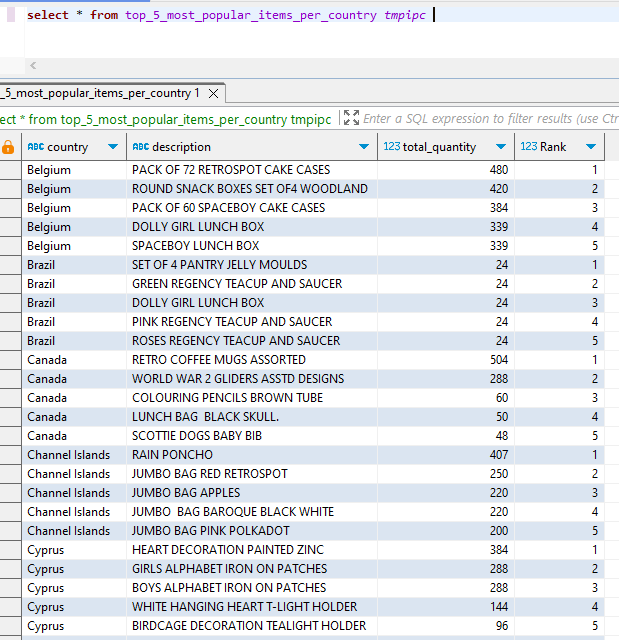 select * from top_5_most_popular_items_per_country tmpipc
_5_most_popular_items_per_country 1
ect * from top_5_most_popular_items_per_country tmpipc Enter a SQL expression to filter results (use Ctr
ABC country ABC description 123 total_quantity 123 Rank
Belgium PACK OF 72 RETROSPOT CAKE CASES 480 1
Belgium ROUND SNACK BOXES SET OF4 WOODLAND 420 2
Belgium PACK OF 60 SPACEBOY CAKE CASES 384 3
Belgium DOLLY GIRL LUNCH BOX 339 4
Belgium SPACEBOY LUNCH BOX 339 5
Brazil SET OF 4 PANTRY JELLY MOULDS 24 1
Brazil GREEN REGENCY TEACUP AND SAUCER 24 2
Brazil DOLLY GIRL LUNCH BOX 24 3
Brazil PINK REGENCY TEACUP AND SAUCER 24 4
Brazil ROSES REGENCY TEACUP AND SAUCER 24 5
Canada RETRO COFFEE MUGS ASSORTED 504 1
Canada WORLD WAR 2 GLIDERS ASSTD DESIGNS 288 2
Canada COLOURING PENCILS BROWN TUBE 60 3
Canada LUNCH BAG  BLACK SKULL. 50 4
Canada SCOTTIE DOGS BABY BIB 48 5
Channel Islands RAIN PONCHO 407 1
Channel Islands JUMBO BAG RED RETROSPOT 250 2
Channel Islands JUMBO BAG APPLES 220 3
Channel Islands JUMBO  BAG BAROQUE BLACK WHITE 220 4
Channel Islands JUMBO BAG PINK POLKADOT 200 5
Cyprus HEART DECORATION PAINTED ZINC 384 1
Cyprus GIRLS ALPHABET IRON ON PATCHES 288 2
Cyprus BOYS ALPHABET IRON ON PATCHES 288 3
Cyprus WHITE HANGING HEART T-LIGHT HOLDER 144 4
Cyprus BIRDCAGE DECORATION TEALIGHT HOLDER 96 5